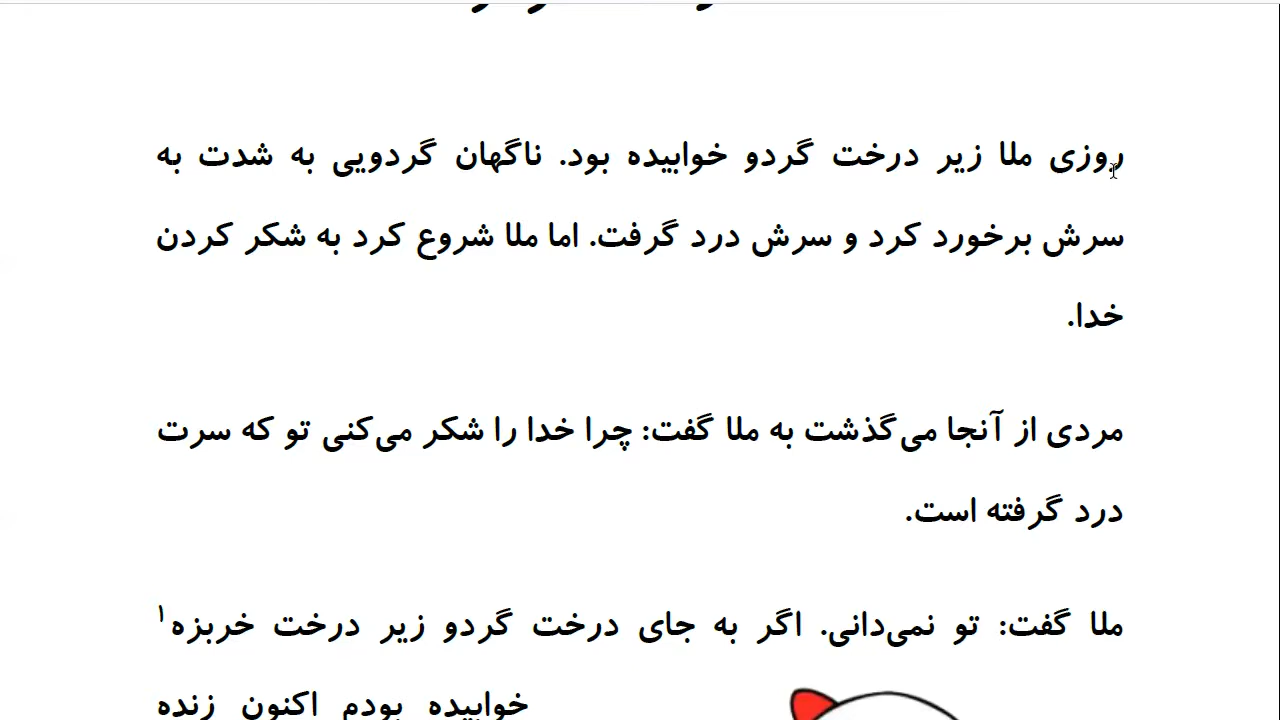 روزی ملا زیر درخت گردو خوابیده بود. ناگهان گردویی به شدت به
سرش برخورد کرد و سرش درد گرفت. اما ملا شروع کرد به شکر کردن
خدا.
مردی از آنجا می‌گذشت به ملا گفت: چرا خدا را شکر می‌کنی تو که سرت
درد گرفته است.
ملا گفت: تو نمی‌دانی. اگر به جای درخت گردو زیر درخت خربزه۱
خوابیده بودم اکنون زنده